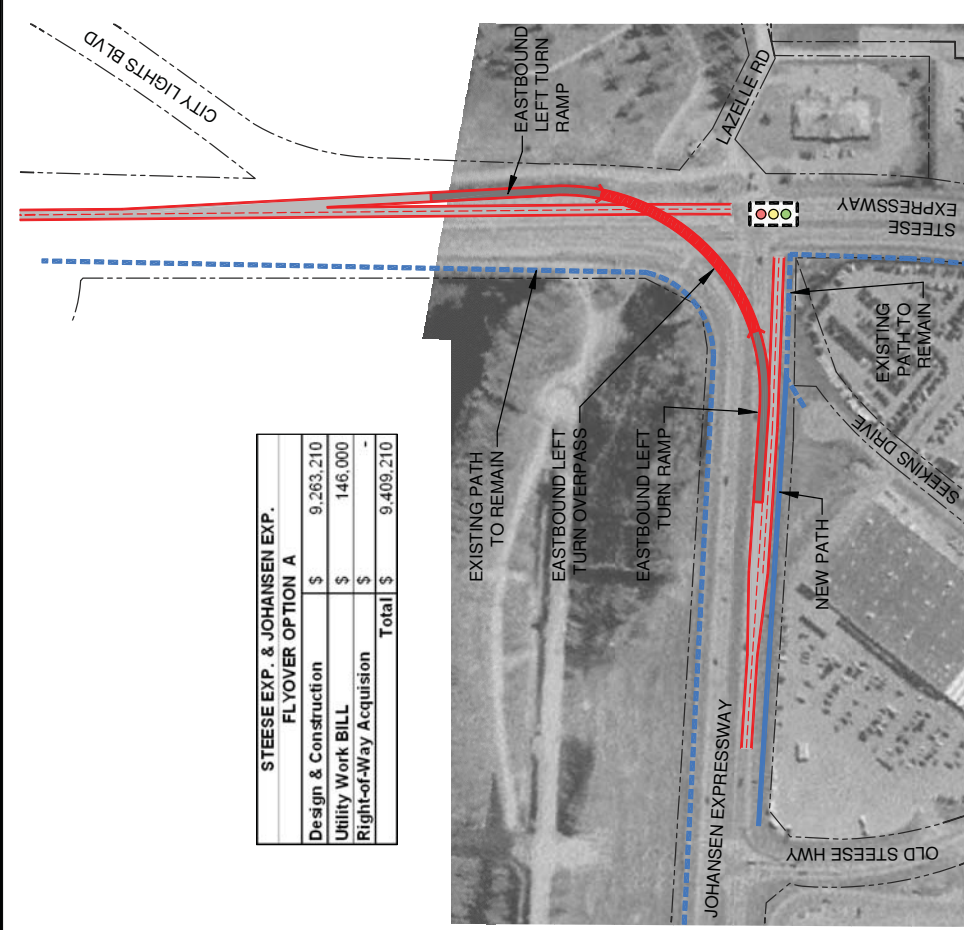 CITY LIGHTS BLVD
EASTBOUND
LEFT TURN
RAMP
LAZELLE RD
STEESE
EXPRESSWAY
EXISTING PATH
TO REMAIN
EASTBOUND LEFT
TURN OVERPASS
EASTBOUND LEFT
TURN RAMP
EXISTING
PATH TO
REMAIN
SEEKINS DRIVE
NEW PATH
JOHANSEN EXPRESSWAY
OLD STEESE HWY
STEESE EXP. & JOHANSEN EXP.
FLYOVER OPTION A
Design & Construction $ 9,263,210
Utility Work BILL $ 146,000
Right-of-Way Acquision $ -
Total $ 9,409,210